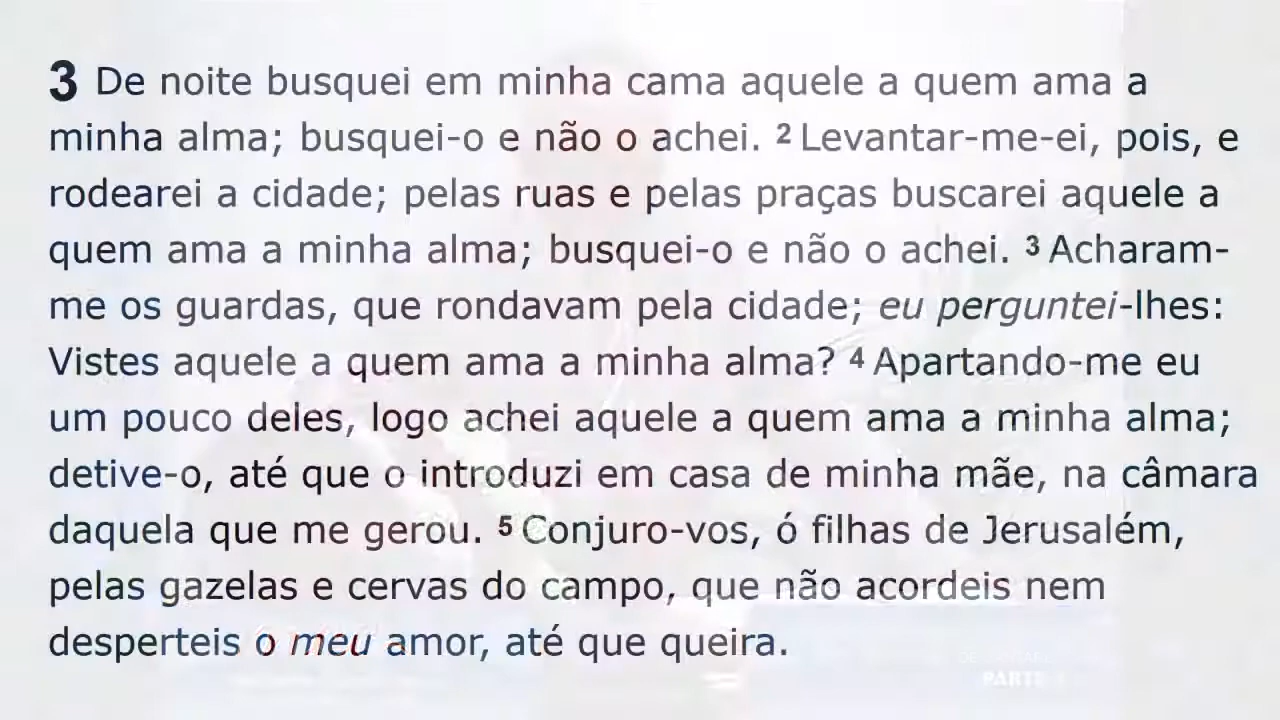 3 De noite busquei em minha cama aquele a quem ama a
minha alma; busquei-o e não o achei. 2 Levantar-me-ei, pois, e
rodearei a cidade; pelas ruas e pelas praças buscarei aquele a
quem ama a minha alma; busquei-o e não o achei. 3 Acharam-
me os guardas, que rondavam pela cidade; eu perguntei-lhes:
Vistes aquele a quem ama a minha alma? 4 Apartando-me eu
um pouco deles, logo achei aquele a quem ama a minha alma;
detive-o, até que o introduzi em casa de minha mãe, na câmara
daquela que me gerou. 5 Conjuro-vos, ó filhas de Jerusalém,
pelas gazelas e cervas do campo, que não acordeis nem
desperteis o meu amor, até que queira.
PARTE